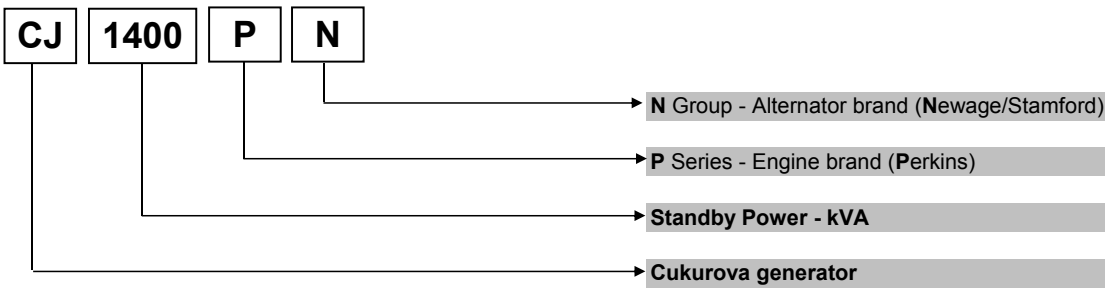 CJ 1400 P N
N Group - Alternator brand (Newage/Stamford)
P Series - Engine brand (Perkins)
Standby Power - kVA
Cukurova generator